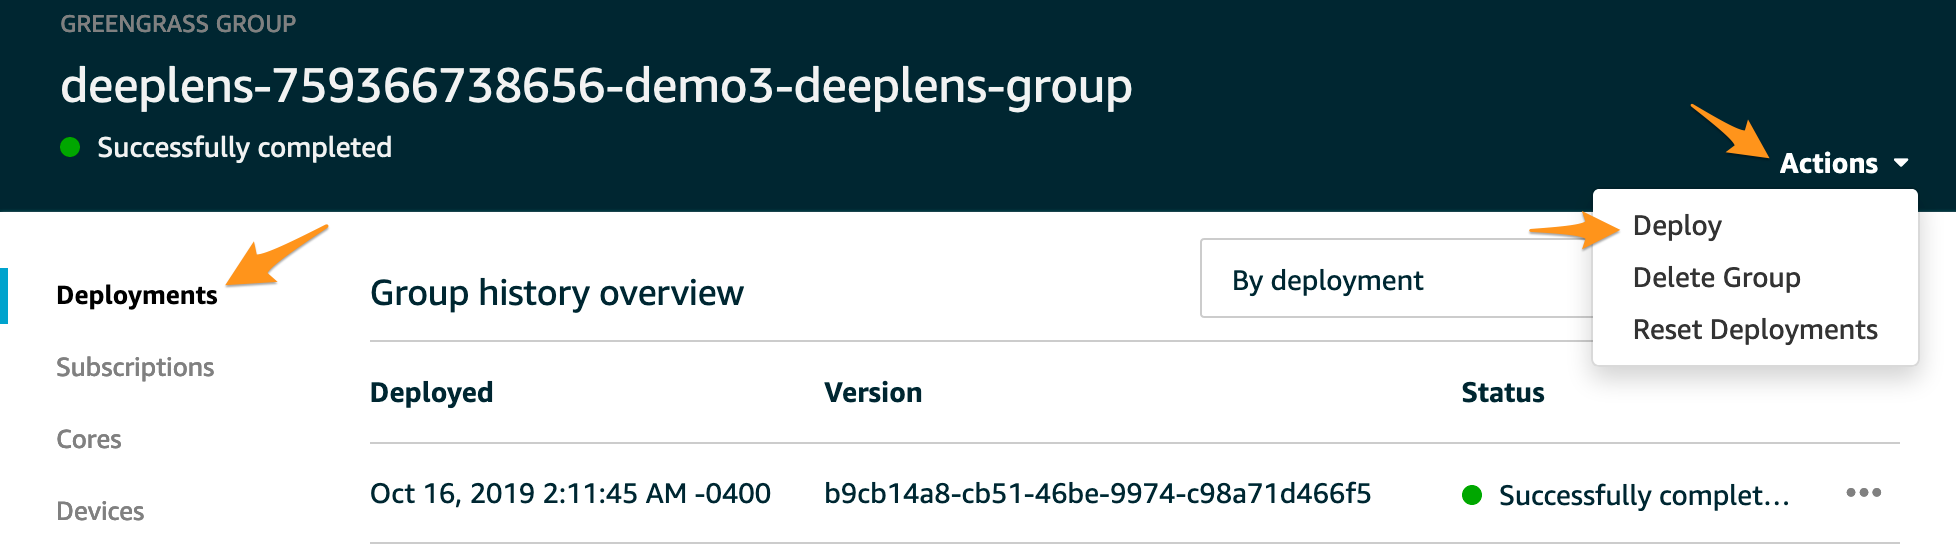 GREENGRASS GROUP
deeplens-759366738656-demo3-deeplens-group
Successfully completed
Actions
Deploy
Delete Group
Reset Deployments
Deployments
Subscriptions
Cores
Devices
Group history overview
By deployment
Deployed Version Status
Oct 16, 2019 2:11:45 AM -0400 b9cb14a8-cb51-46be-9974-c98a71d466f5 Successfully complet...